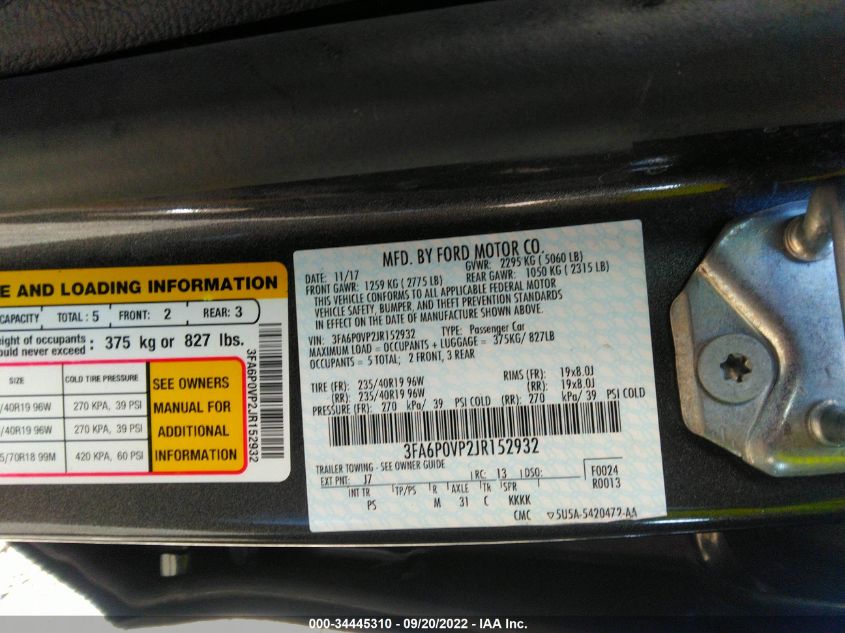 E AND LOADING INFORMATION
CAPACITY TOTAL : 5 FRONT: 2 REAR: 3
eight of occupants
ould never exceed : 375 kg or 827 lbs.
SIZE COLD TIRE PRESSURE SEE OWNERS MANUAL FOR ADDITIONAL INFORMATION
/40R19 96W 270 KPA, 39 PSI
/40R19 96W 270 KPA, 39 PSI
5/70R18 99M 420 KPA, 60 PSI
3FA6P0VP2JR152932
MFD. BY FORD MOTOR CO.
DATE: 11/17 GVWR: 2295 KG ( 5060 LB)
FRONT GAWR: 1259 KG ( 2775 LB) REAR GAWR: 1050 KG ( 2315 LB)
THIS VEHICLE CONFORMS TO ALL APPLICABLE FEDERAL MOTOR
VEHICLE SAFETY, BUMPER, AND THEFT PREVENTION STANDARDS
IN EFFECT ON THE DATE OF MANUFACTURE SHOWN ABOVE.
VIN: 3FA6P0VP2JR152932 TYPE: Passenger Car
MAXIMUM LOAD = OCCUPANTS + LUGGAGE = 375KG/ 827LB
OCCUPANTS = 5 TOTAL; 2 FRONT, 3 REAR
TIRE (FR): 235/40R19 96W RIMS (FR): 19x8.0J
(RR): 235/40R19 96W (RR): 19x8.0J
PRESSURE (FR): 270 kPa/ 39 PSI COLD (RR): 270 kPa/ 39 PSI COLD
3FA6P0VP2JR152932
TRAILER TOWING - SEE OWNER GUIDE
EXT PNT: J7 RC: 13 DSO: F0024
INT TR TP/PS R AXLE TR SPR R0013
PS M 31 C KKKK
CMC ▽5U5A-5420472-AA
000-34445310 - 09/20/2022 - IAA Inc.